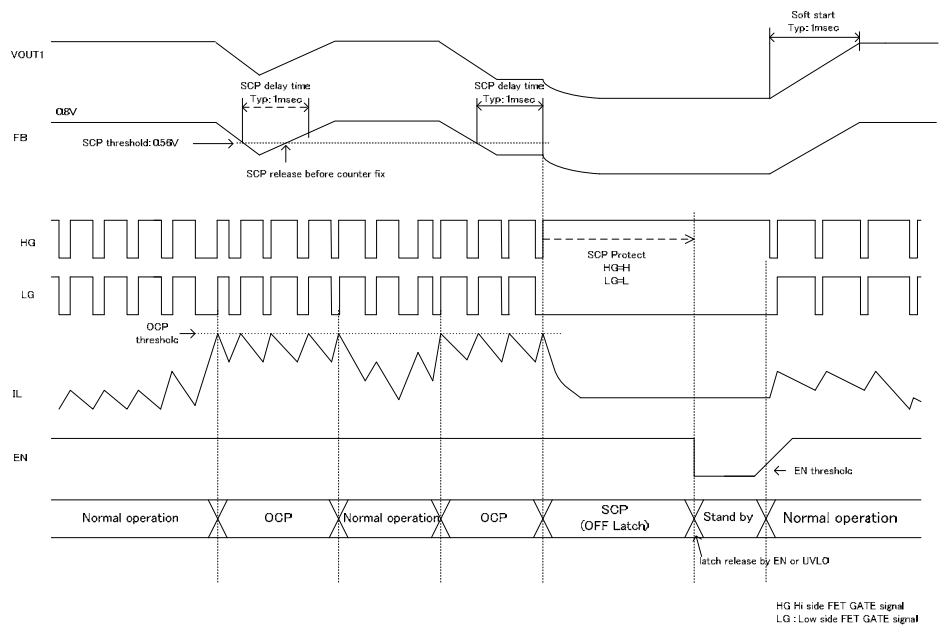 Soft start
Typ: 1msec
VOUT1
SCP delay time
Typ: 1msec
SCP delay time
Typ: 1msec
0.8V
FB
SCP threshold: 0.56V
SCP release before counter fix
HG
SCP Protect
HG=H
LG=L
LG
OCP
threshold
IL
EN
EN threshold
Normal operation
OCP
Normal operation
OCP
SCP
(OFF Latch)
Stand by
Normal operation
latch release by EN or UVLO
HG Hi side FET GATE signal
LG : Low side FET GATE signal